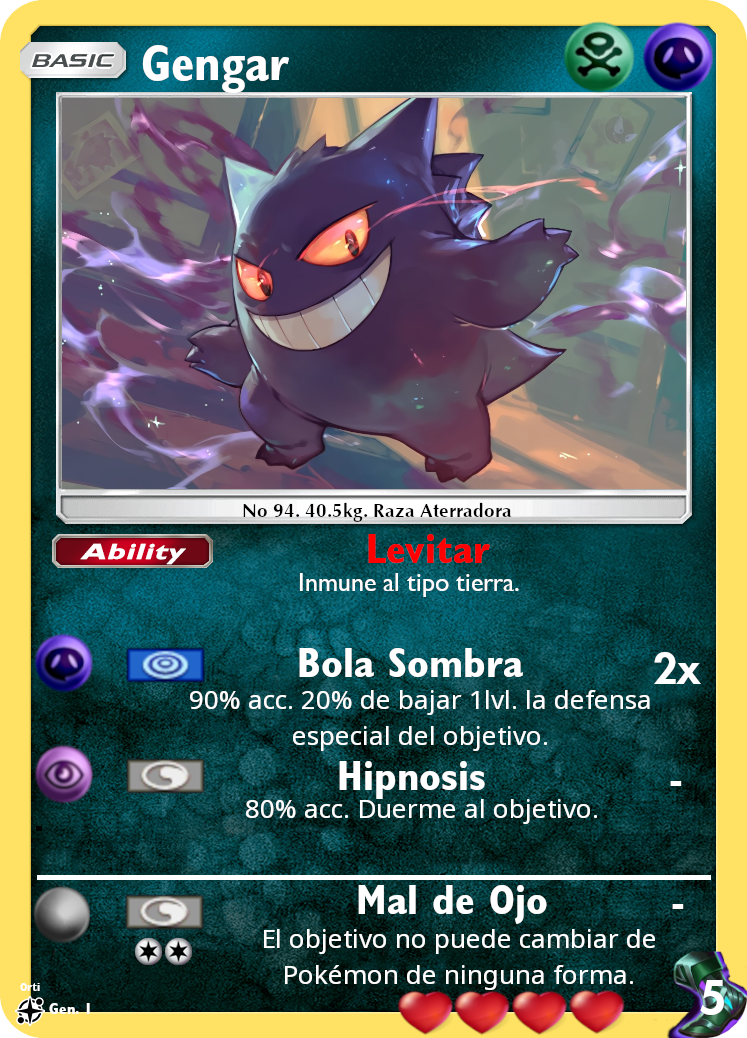 BASIC Gengar
No 94. 40.5kg. Raza Aterradora
Ability Levitar
Inmune al tipo tierra.
Bola Sombra 2x
90% acc. 20% de bajar 1lvl. la defensa
especial del objetivo.
Hipnosis -
80% acc. Duerme al objetivo.
Mal de Ojo -
El objetivo no puede cambiar de
Pokémon de ninguna forma.
Orti
Gen. I
5